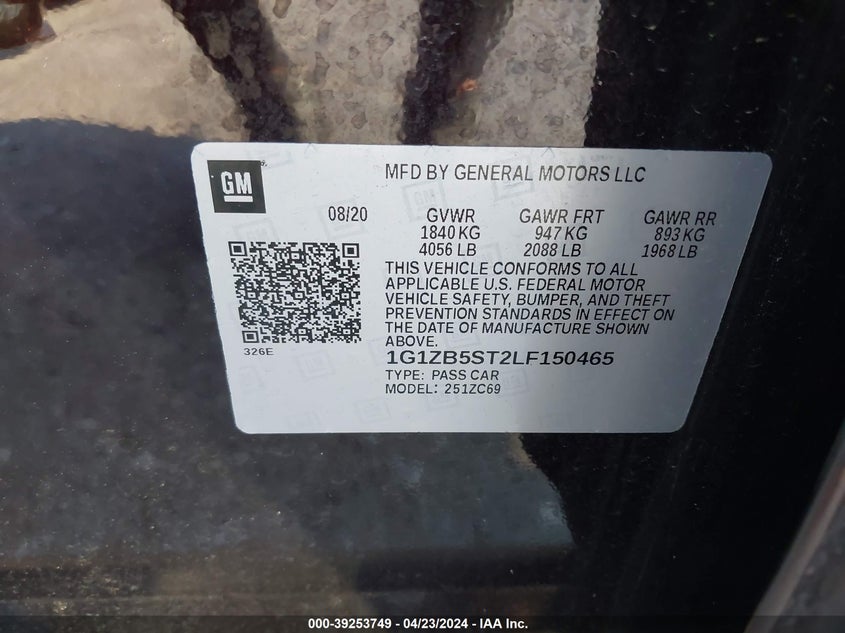 GM
MFD BY GENERAL MOTORS LLC
08/20 GVWR GAWR FRT GAWR RR
1840 KG 947 KG 893 KG
4056 LB 2088 LB 1968 LB
THIS VEHICLE CONFORMS TO ALL
APPLICABLE U.S. FEDERAL MOTOR
VEHICLE SAFETY, BUMPER, AND THEFT
PREVENTION STANDARDS IN EFFECT ON
THE DATE OF MANUFACTURE SHOWN
ABOVE.
326E
1G1ZB5ST2LF150465
TYPE: PASS CAR
MODEL: 251ZC69
000-39253749 - 04/23/2024 - IAA Inc.